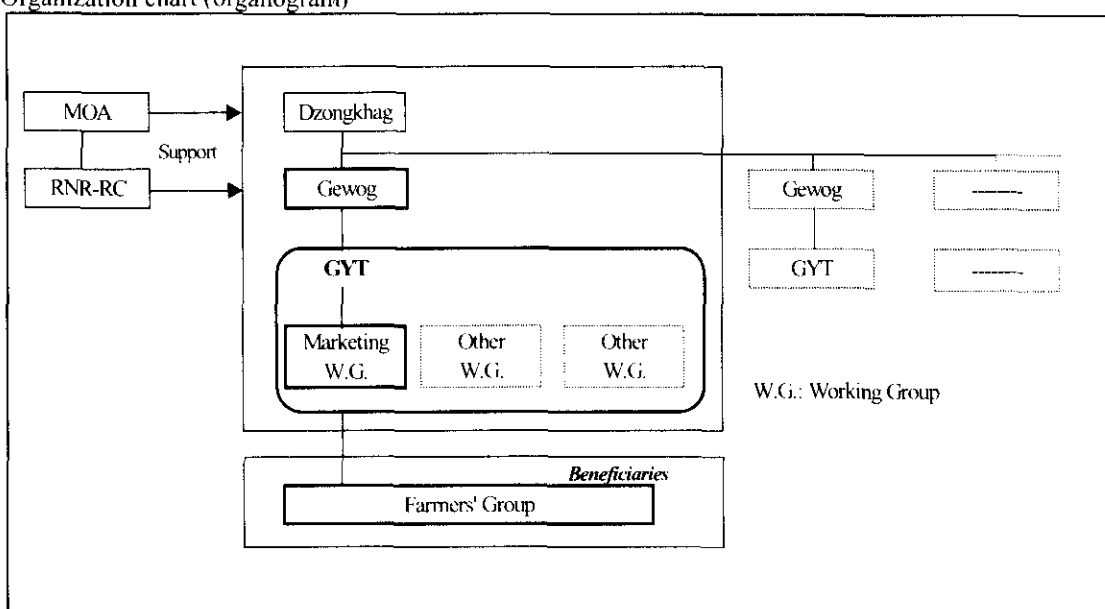 Organization chart (organogram)
MOA
Dzongkhag
Support
RNR-RC
Gewog
Gewog
--------
GYT
GYT
--------
Marketing
W.G.
Other
W.G.
Other
W.G.
W.G.: Working Group
Beneficiaries
Farmers' Group